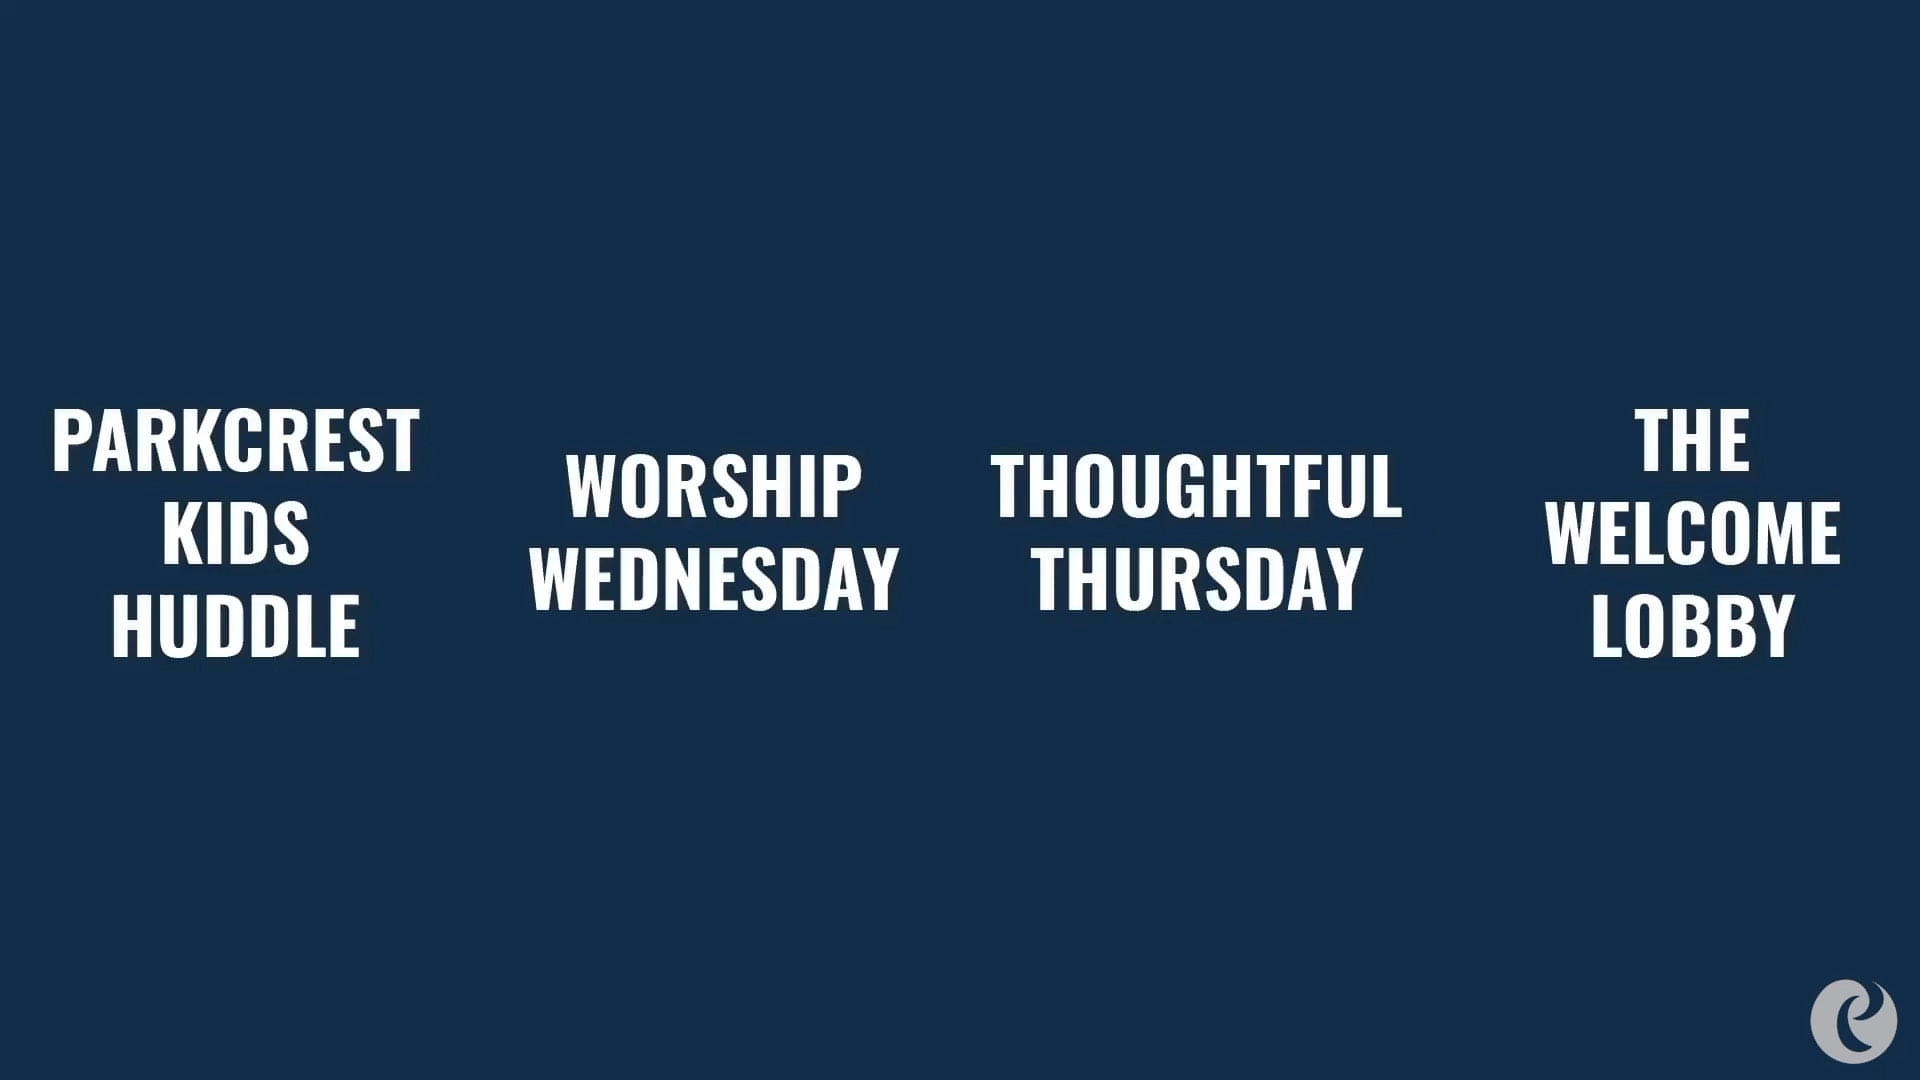 PARKCREST
KIDS
HUDDLE
WORSHIP
WEDNESDAY
THOUGHTFUL
THURSDAY
THE
WELCOME
LOBBY